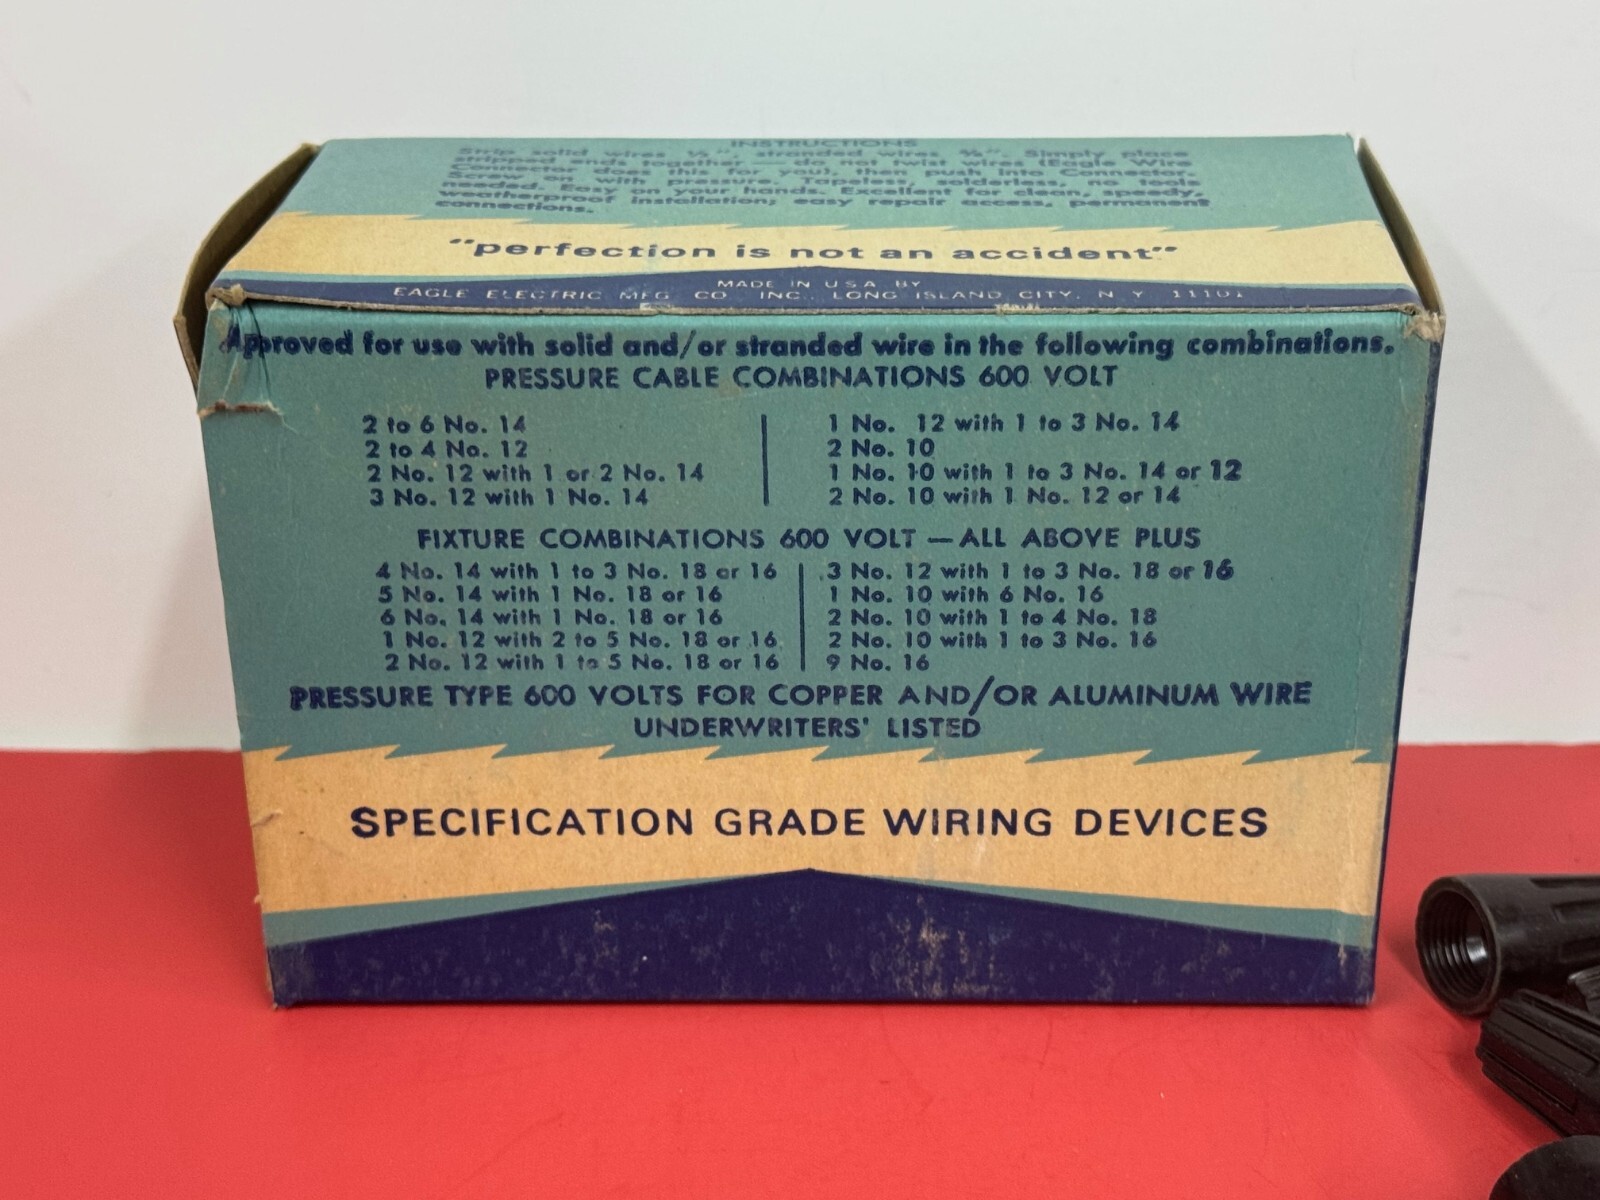 INSTRUCTIONS
Strip solid wires ½", stranded wires ⅝". Simply place
stripped ends together — do not twist wires (Eagle Wire
Connector does this for you), then push into Connector.
Screw on with pressure. Tapeless, solderless, no tools
needed. Easy on your hands. Excellent for clean, speedy,
weatherproof installation; easy repair access, permanent
connections.
"perfection is not an accident"
MADE IN U.S.A. BY
EAGLE ELECTRIC MFG. CO. INC., LONG ISLAND CITY, N.Y. 11101
Approved for use with solid and/or stranded wire in the following combinations.
PRESSURE CABLE COMBINATIONS 600 VOLT
2 to 6 No. 14
2 to 4 No. 12
2 No. 12 with 1 or 2 No. 14
3 No. 12 with 1 No. 14
1 No. 12 with 1 to 3 No. 14
2 No. 10
1 No. 10 with 1 to 3 No. 14 or 12
2 No. 10 with 1 No. 12 or 14
FIXTURE COMBINATIONS 600 VOLT — ALL ABOVE PLUS
4 No. 14 with 1 to 3 No. 18 or 16
5 No. 14 with 1 No. 18 or 16
6 No. 14 with 1 No. 18 or 16
1 No. 12 with 2 to 5 No. 18 or 16
2 No. 12 with 1 to 5 No. 18 or 16
3 No. 12 with 1 to 3 No. 18 or 16
1 No. 10 with 6 No. 16
2 No. 10 with 1 to 4 No. 18
2 No. 10 with 1 to 3 No. 16
9 No. 16
PRESSURE TYPE 600 VOLTS FOR COPPER AND/OR ALUMINUM WIRE
UNDERWRITERS' LISTED
SPECIFICATION GRADE WIRING DEVICES